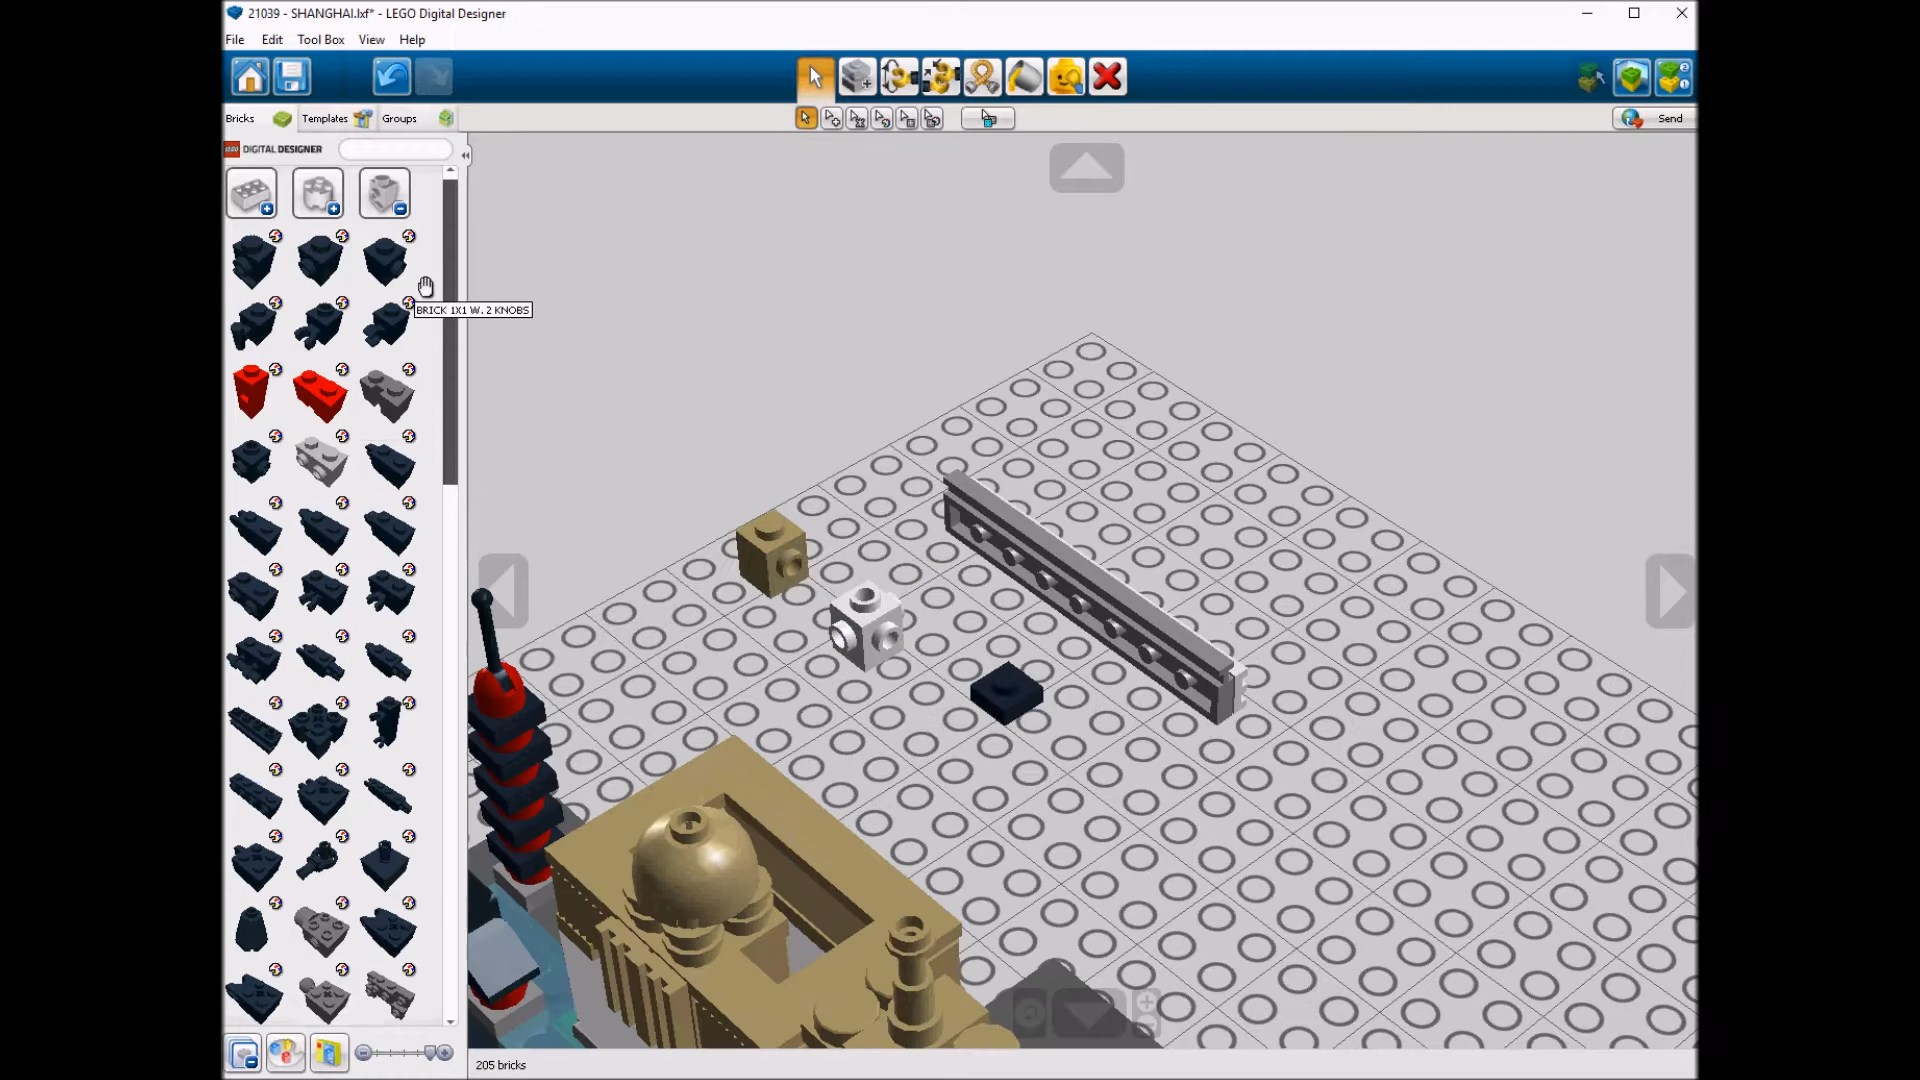 21039 - SHANGHAI.lxf* - LEGO Digital Designer
File Edit Tool Box View Help
Bricks Templates Groups
Send
LEGO DIGITAL DESIGNER
BRICK 1X1 W. 2 KNOBS
205 bricks